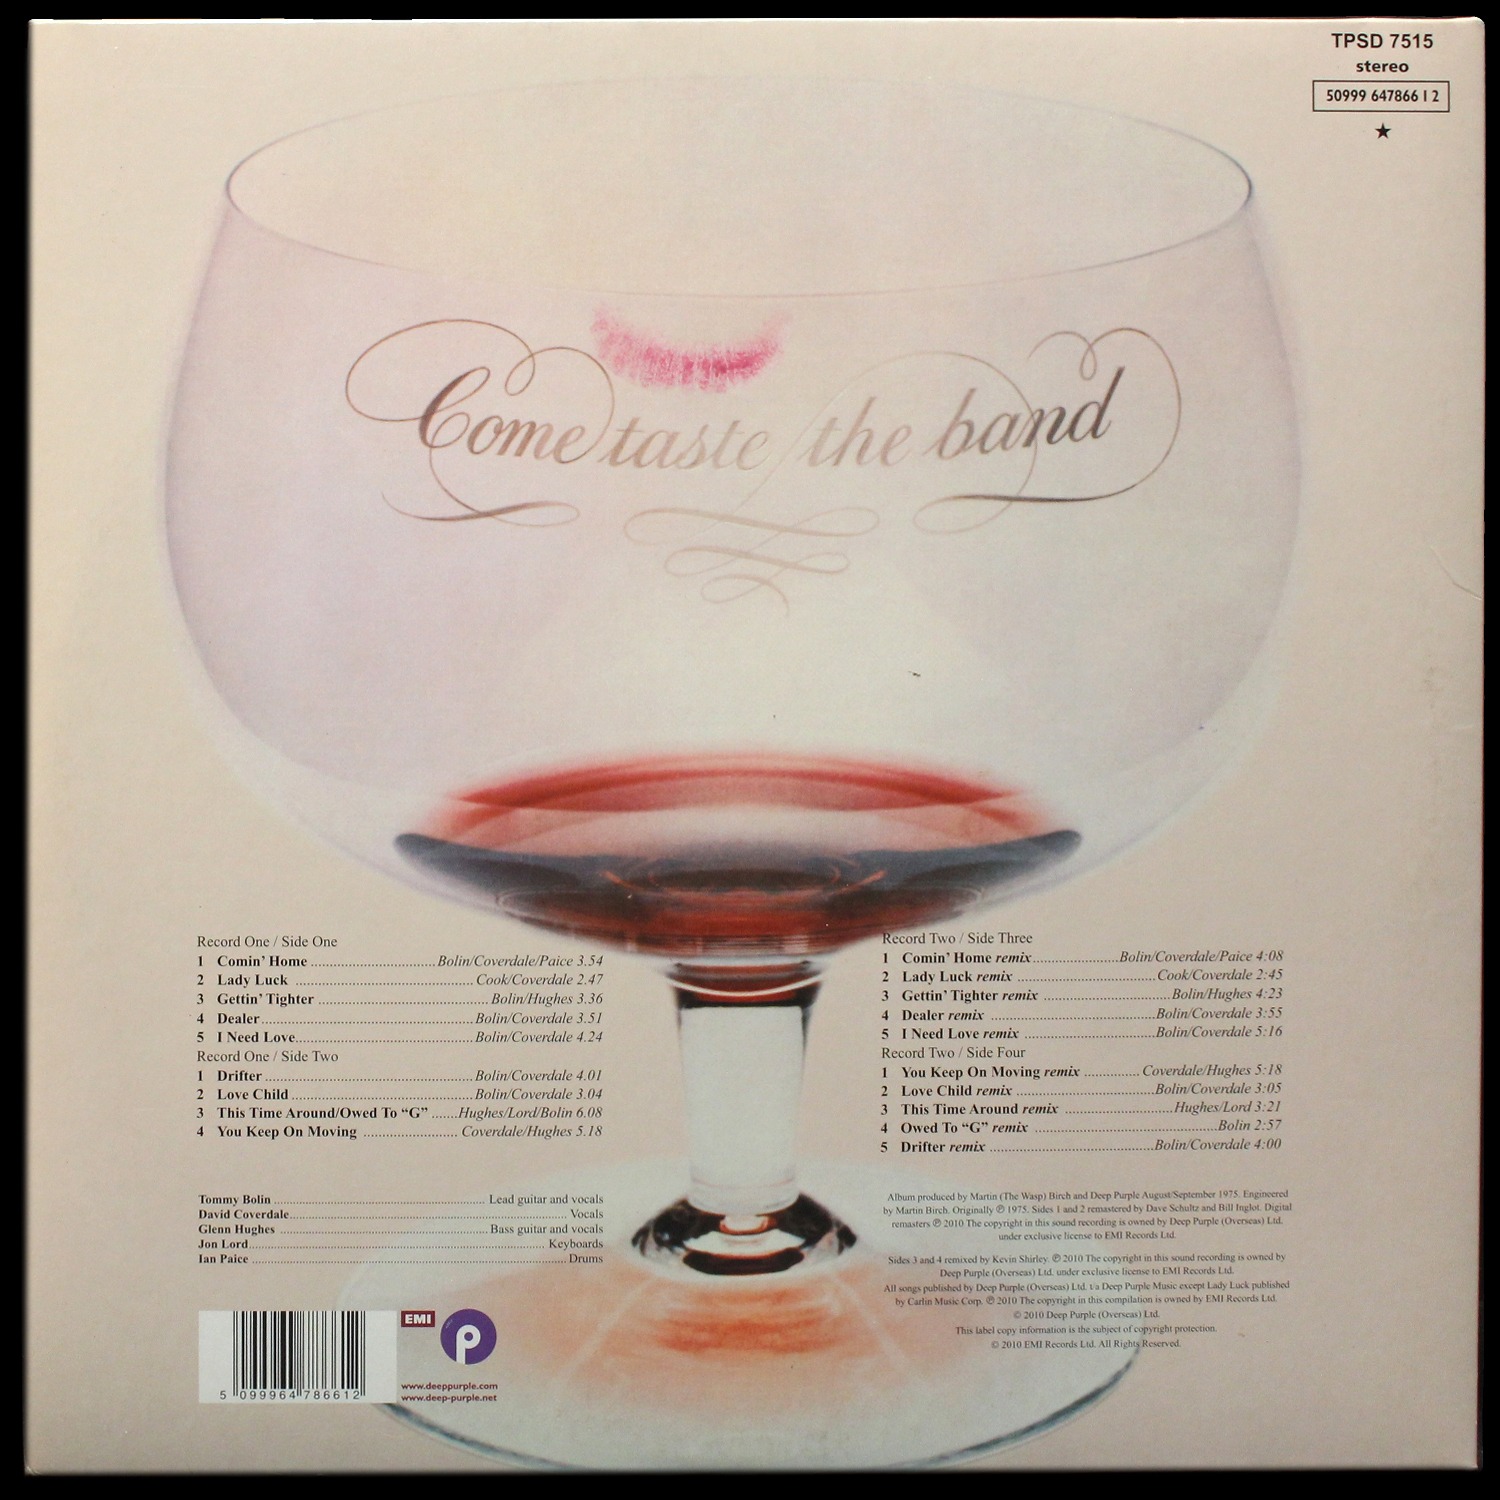 TPSD 7515
stereo
50999 647866 1 2
★
Come taste the band
Record One / Side One
1 Comin' Home ........ Bolin/Coverdale/Paice 3.54
2 Lady Luck ........ Cook/Coverdale 2.47
3 Gettin' Tighter ........ Bolin/Hughes 3.36
4 Dealer ........ Bolin/Coverdale 3.51
5 I Need Love ........ Bolin/Coverdale 4.24
Record One / Side Two
1 Drifter ........ Bolin/Coverdale 4.01
2 Love Child ........ Bolin/Coverdale 3.04
3 This Time Around/Owed To “G” ...... Hughes/Lord/Bolin 6.08
4 You Keep On Moving ........ Coverdale/Hughes 5.18
Tommy Bolin ........ Lead guitar and vocals
David Coverdale ........ Vocals
Glenn Hughes ........ Bass guitar and vocals
Jon Lord ........ Keyboards
Ian Paice ........ Drums
EMI
P
5 099964 786612
www.deeppurple.com
www.deep-purple.net
Record Two / Side Three
1 Comin' Home remix ........ Bolin/Coverdale/Paice 4:08
2 Lady Luck remix ........ Cook/Coverdale 2:45
3 Gettin' Tighter remix ........ Bolin/Hughes 4:23
4 Dealer remix ........ Bolin/Coverdale 3:55
5 I Need Love remix ........ Bolin/Coverdale 5:16
Record Two / Side Four
1 You Keep On Moving remix ........ Coverdale/Hughes 5:18
2 Love Child remix ........ Bolin/Coverdale 3:05
3 This Time Around remix ........ Hughes/Lord 3:21
4 Owed To “G” remix ........ Bolin 2:57
5 Drifter remix ........ Bolin/Coverdale 4:00
Album produced by Martin (The Wasp) Birch and Deep Purple August/September 1975. Engineered
by Martin Birch. Originally ℗ 1975. Sides 1 and 2 remastered by Dave Schultz and Bill Inglot. Digital
remasters ℗ 2010 The copyright in this sound recording is owned by Deep Purple (Overseas) Ltd.
under exclusive license to EMI Records Ltd.
Sides 3 and 4 remixed by Kevin Shirley. ℗ 2010 The copyright in this sound recording is owned by
Deep Purple (Overseas) Ltd. under exclusive license to EMI Records Ltd.
All songs published by Deep Purple (Overseas) Ltd. t/a Deep Purple Music except Lady Luck published
by Carlin Music Corp. ℗ 2010 The copyright in this compilation is owned by EMI Records Ltd.
© 2010 Deep Purple (Overseas) Ltd.
This label copy information is the subject of copyright protection.
© 2010 EMI Records Ltd. All Rights Reserved.